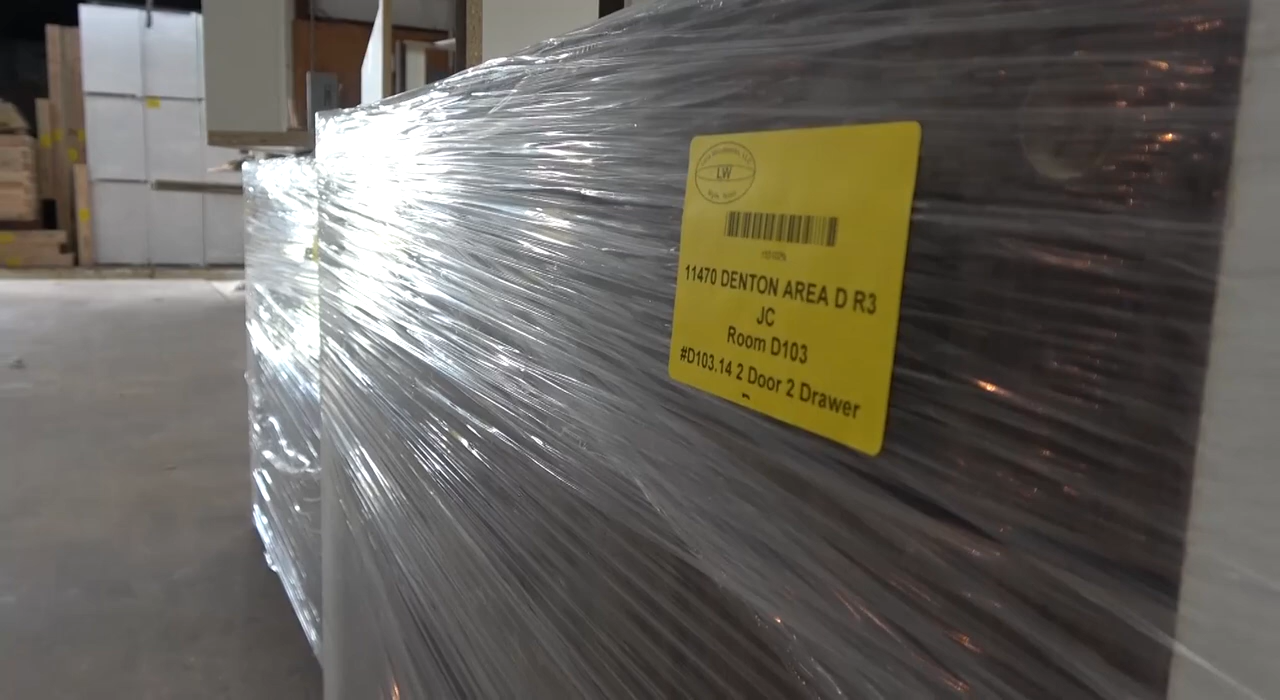 LW
11470 DENTON AREA D R3
JC
Room D103
#D103.14 2 Door 2 Drawer